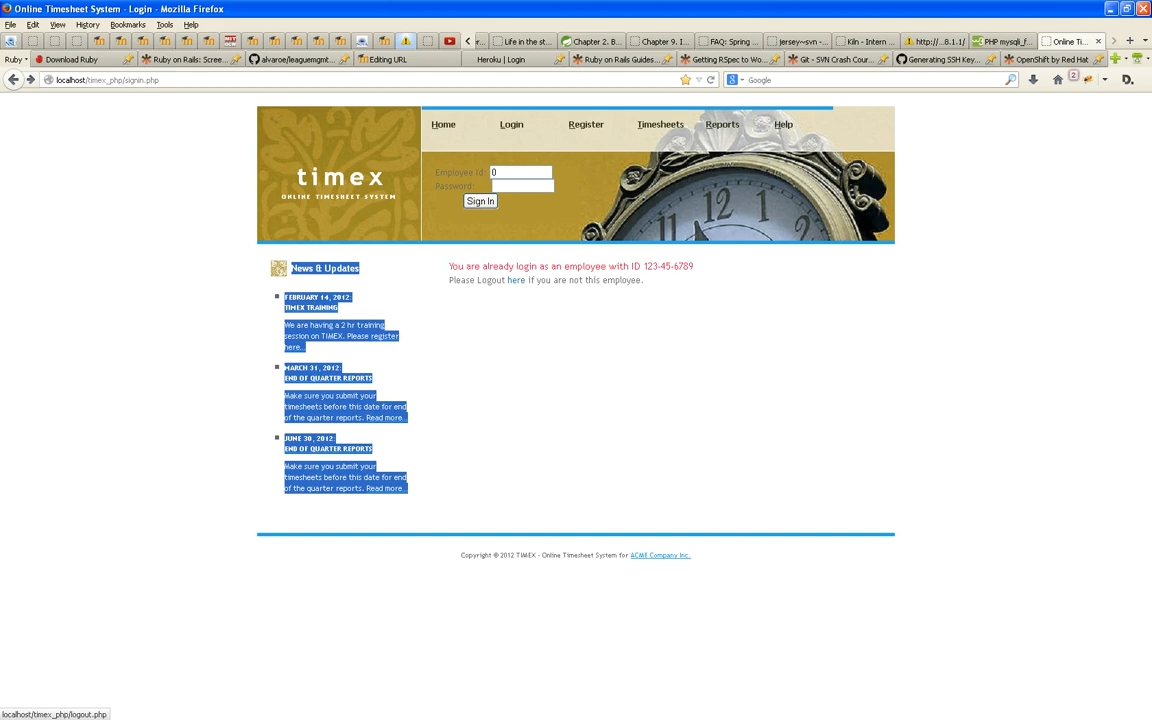 Online Timesheet System - Login - Mozilla Firefox
File Edit View History Bookmarks Tools Help
Life in the st... Chapter 2. B... Chapter 9. I... FAQ: Spring ... jersey~svn -... Kiln - Intern ... http://...8.1.1/ PHP mysqli_f... Online Ti...
Ruby Download Ruby Ruby on Rails: Scree... alvaroe/leaguemgmt... Editing URL Heroku | Login Ruby on Rails Guides... Getting RSpec to Wo... Git - SVN Crash Cour... Generating SSH Key... OpenShift by Red Hat
localhost/timex_php/signin.php Google 2 D.
Home Login Register Timesheets Reports Help
timex
ONLINE TIMESHEET SYSTEM
Employee Id: 0
Password:
Sign In
12 1
News & Updates
FEBRUARY 14, 2012:
TIMEX TRAINING
We are having a 2 hr training
session on TIMEX. Please register
here...
MARCH 31, 2012:
END OF QUARTER REPORTS
Make sure you submit your
timesheets before this date for end
of the quarter reports. Read more...
JUNE 30, 2012:
END OF QUARTER REPORTS
Make sure you submit your
timesheets before this date for end
of the quarter reports. Read more...
You are already login as an employee with ID 123-45-6789
Please Logout here if you are not this employee.
Copyright © 2012 TIMEX - Online Timesheet System for ACME Company Inc.
localhost/timex_php/logout.php